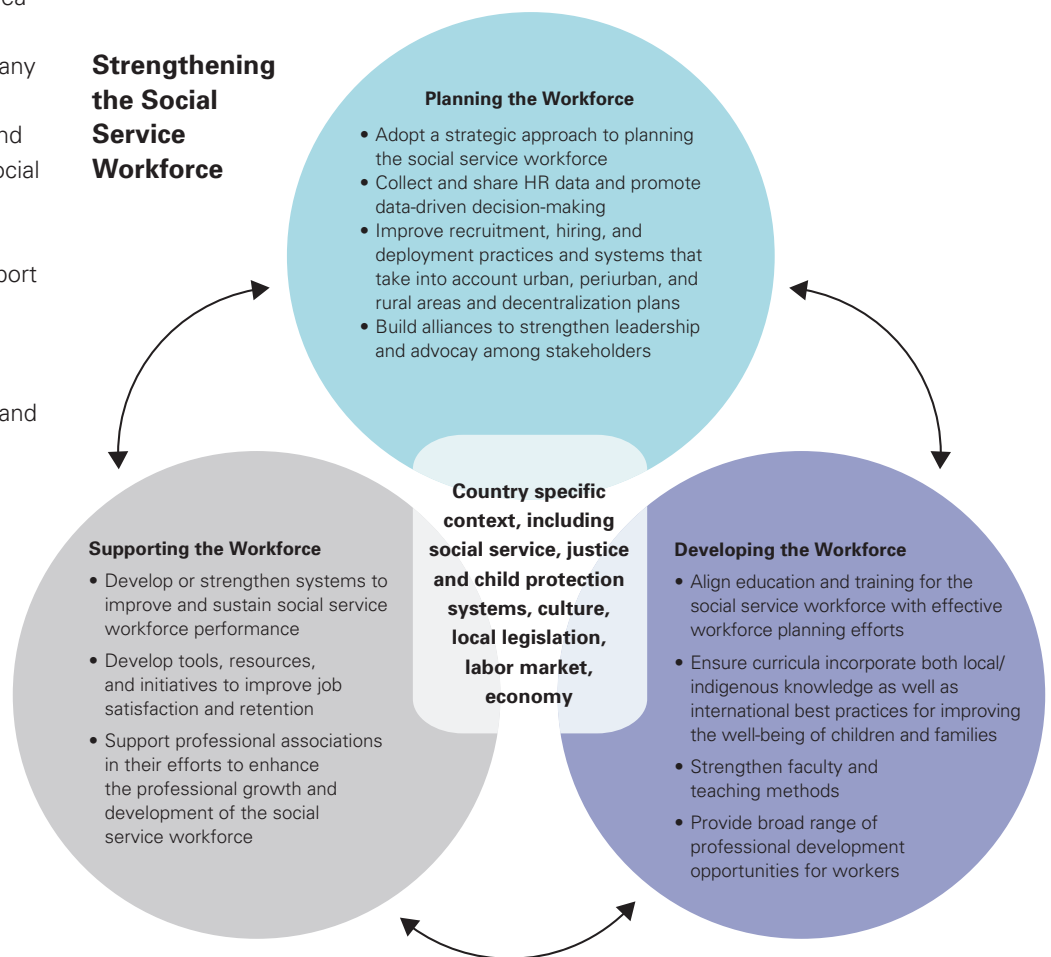 any
nd
ocial
port
and
Strengthening
the Social
Service
Workforce
Planning the Workforce
• Adopt a strategic approach to planning
the social service workforce
• Collect and share HR data and promote
data-driven decision-making
• Improve recruitment, hiring, and
deployment practices and systems that
take into account urban, periurban, and
rural areas and decentralization plans
• Build alliances to strengthen leadership
and advocay among stakeholders
Country specific
context, including
social service, justice
and child protection
systems, culture,
local legislation,
labor market,
economy
Supporting the Workforce
• Develop or strengthen systems to
improve and sustain social service
workforce performance
• Develop tools, resources,
and initiatives to improve job
satisfaction and retention
• Support professional associations
in their efforts to enhance
the professional growth and
development of the social
service workforce
Developing the Workforce
• Align education and training for the
social service workforce with effective
workforce planning efforts
• Ensure curricula incorporate both local/
indigenous knowledge as well as
international best practices for improving
the well-being of children and families
• Strengthen faculty and
teaching methods
• Provide broad range of
professional development
opportunities for workers